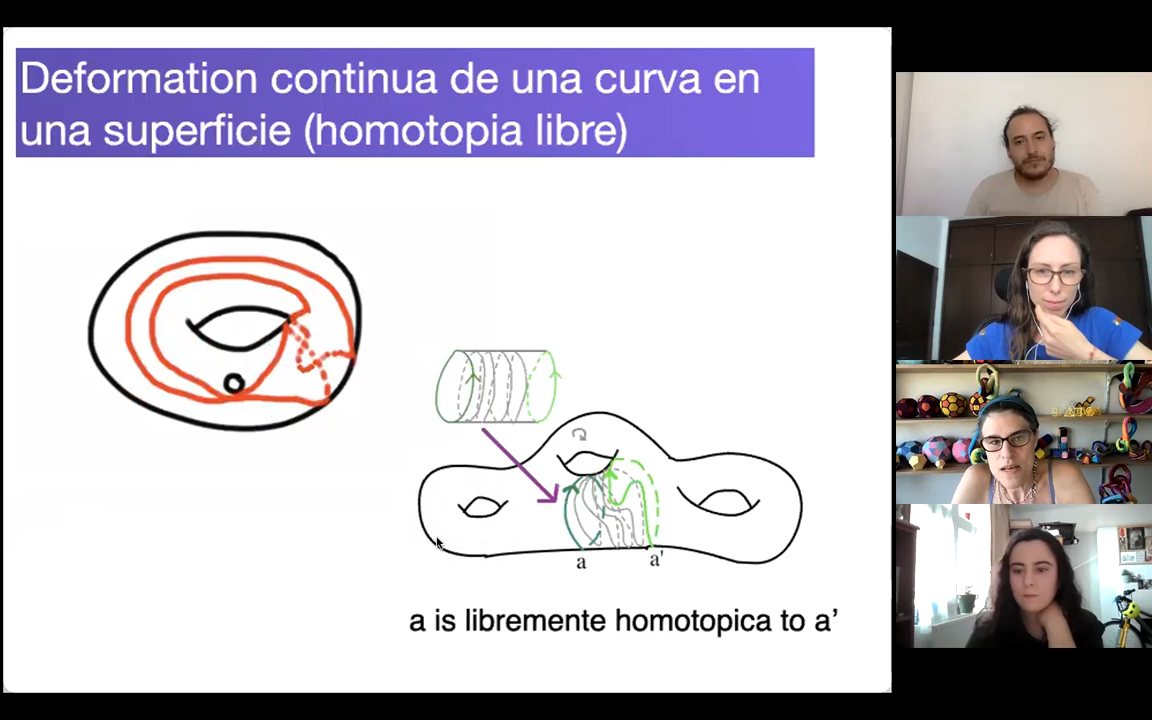 Deformation continua de una curva en
una superficie (homotopia libre)
a
a'
a is libremente homotopica to a’